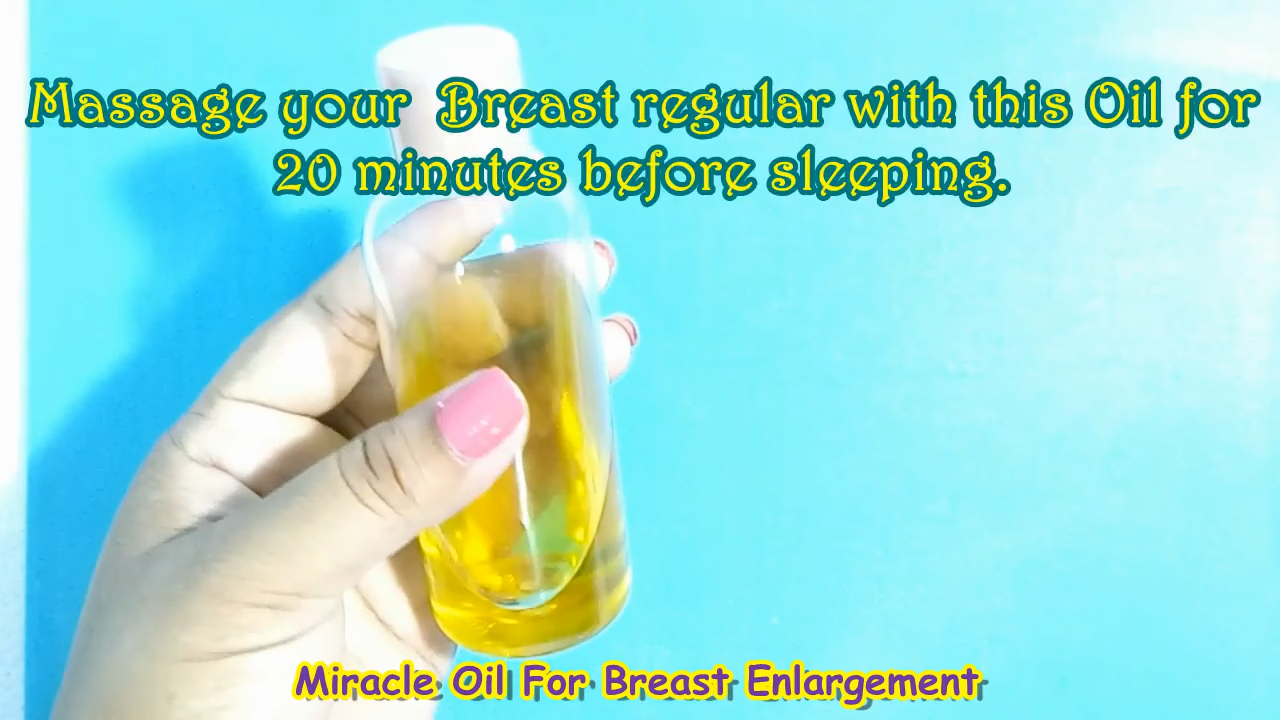 Massage your Breast regular with this Oil for
20 minutes before sleeping.
Miracle Oil For Breast Enlargement